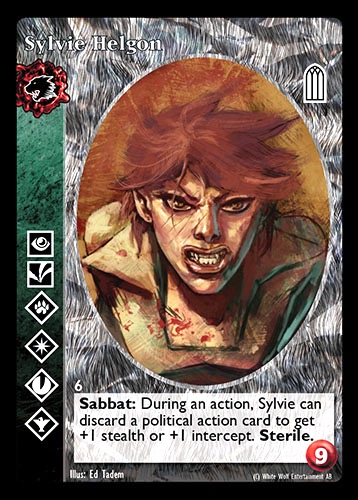 Sylvie Helgon
6
Sabbat: During an action, Sylvie can
discard a political action card to get
+1 stealth or +1 intercept. Sterile.
9
Illus: Ed Tadem
(C) White Wolf Entertainment AB